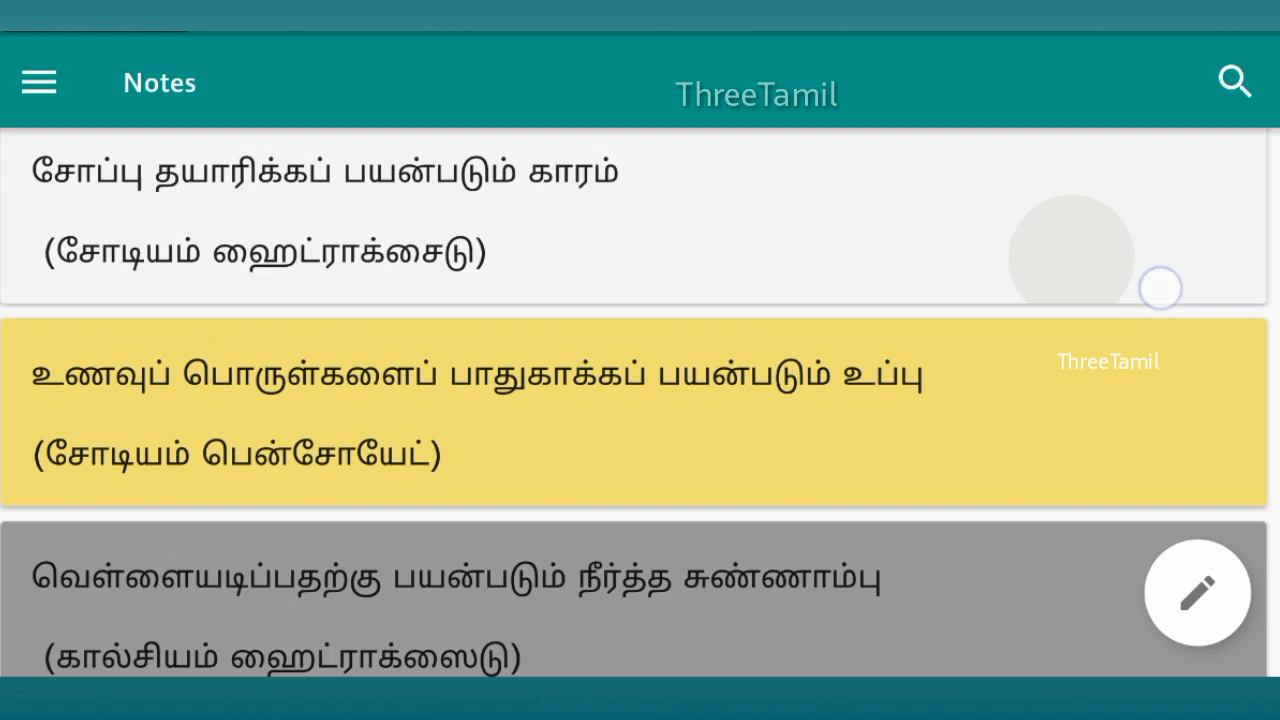 Notes
ThreeTamil
சோப்பு தயாரிக்கப் பயன்படும் காரம்
(சோடியம் ஹைட்ராக்சைடு)
உணவுப் பொருள்களைப் பாதுகாக்கப் பயன்படும் உப்பு
ThreeTamil
(சோடியம் பென்சோயேட்)
வெள்ளையடிப்பதற்கு பயன்படும் நீர்த்த சுண்ணாம்பு
(கால்சியம் ஹைட்ராக்ஸைடு)